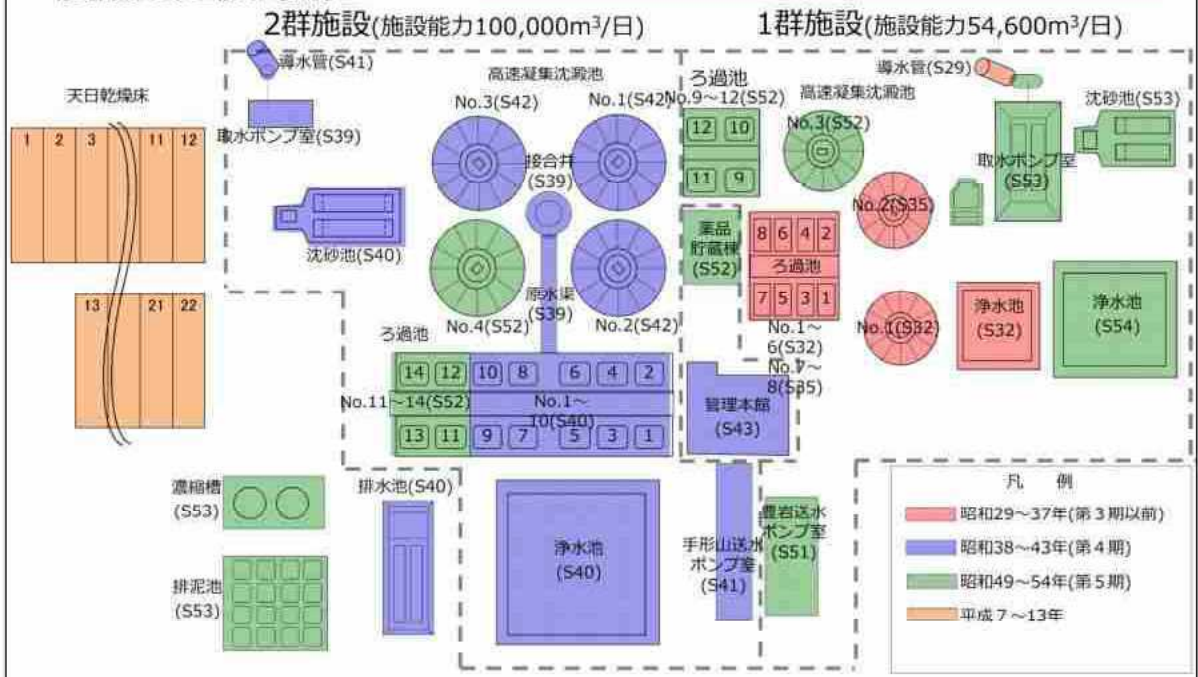 2群施設(施設能力100,000m³/日)
1群施設(施設能力54,600m³/日)
導水管(S41)
取水ポンプ室(S39)
天日乾燥床
1 2 3 11 12
13 21 22
高速凝集沈澱池
No.3(S42)
No.1(S42)
接合井
(S39)
沈砂池(S40)
No.4(S52)
原水渠
(S39)
No.2(S42)
ろ過池
14 12 10 8 6 4 2
No.11～14(S52)
No.1～
10(S40)
13 11 9 7 5 3 1
ろ過池
No.9～12(S52)
12 10
11 9
高速凝集沈澱池
No.3(S52)
導水管(S29)
沈砂池(S53)
取水ポンプ室
(S53)
No.2(S35)
薬品
貯蔵棟
(S52)
8 6 4 2
ろ過池
7 5 3 1
No.1～
6(S32)
No.7～
8(S35)
No.1(S32)
浄水池
(S32)
浄水池
(S54)
管理本館
(S43)
濃縮槽
(S53)
排水池(S40)
排泥池
(S53)
浄水池
(S40)
手形山送水
ポンプ室
(S41)
豊岩送水
ポンプ室
(S51)
凡 例
昭和29～37年(第3期以前)
昭和38～43年(第4期)
昭和49～54年(第5期)
平成7～13年